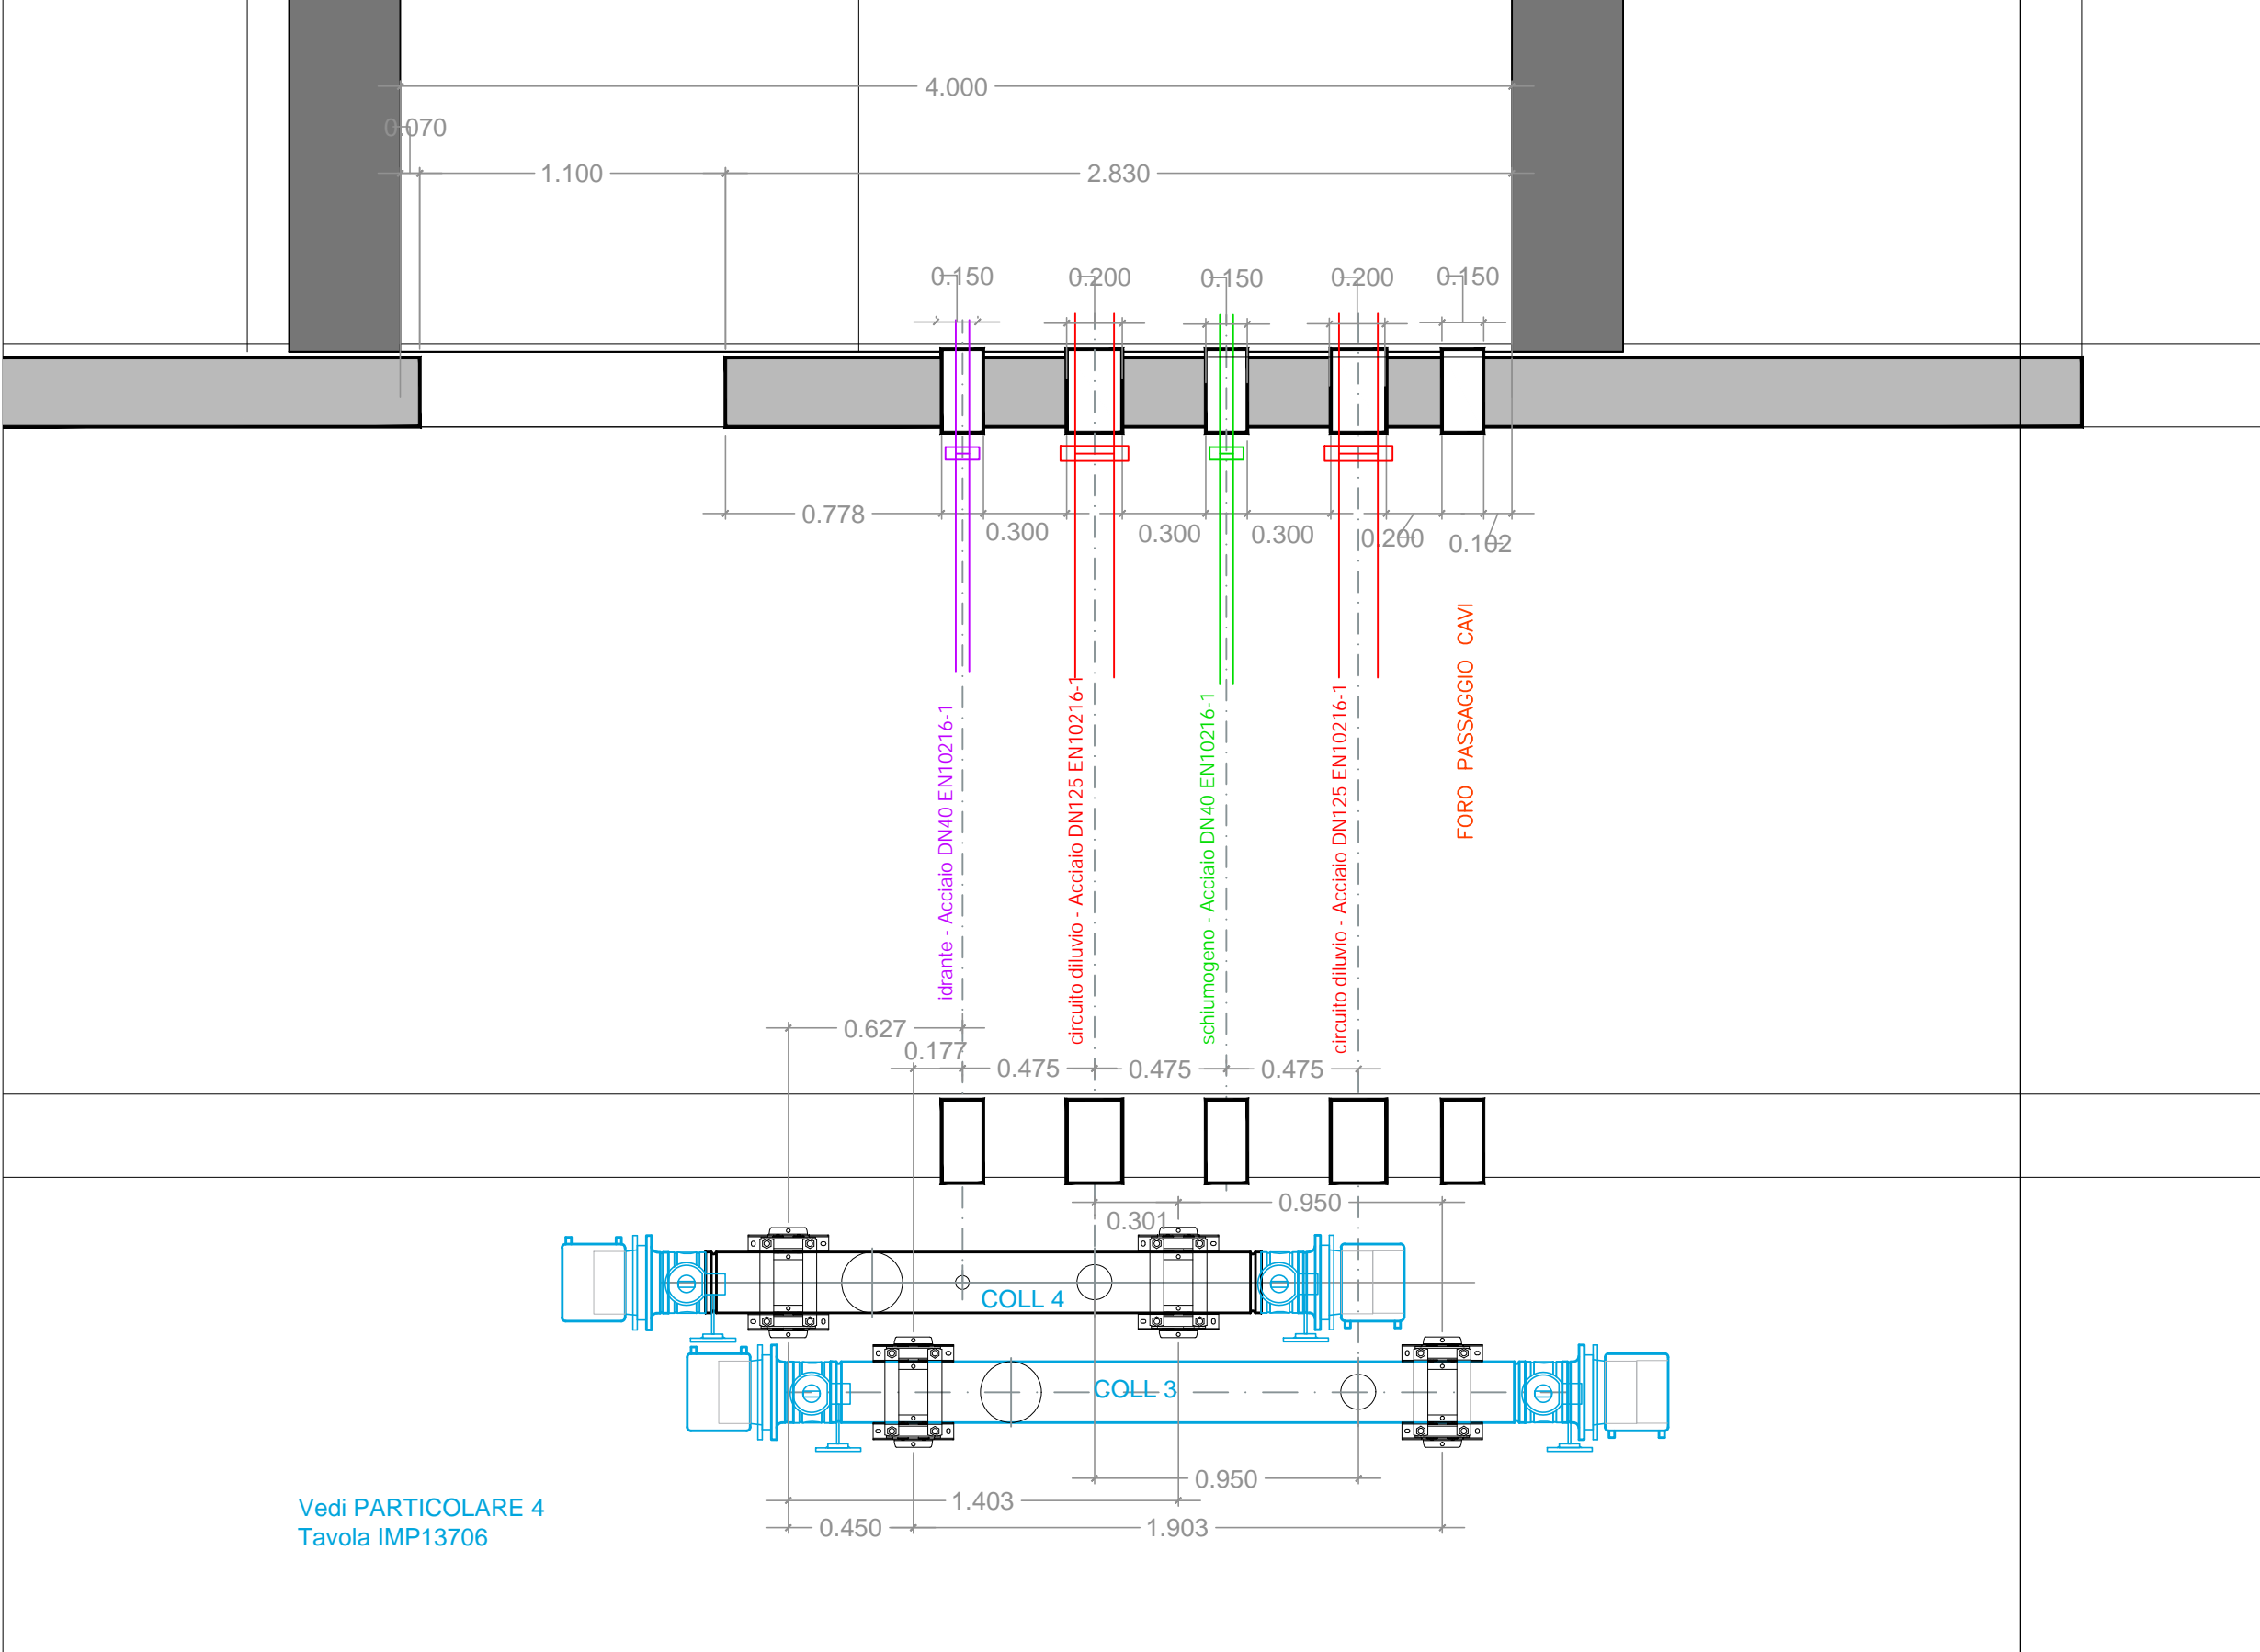 4.000
0.070
1.100
2.830
0.150
0.200
0.150
0.200
0.150
0.778
0.300
0.300
0.300
0.200
0.102
idrante - Acciaio DN40 EN10216-1
circuito diluvio - Acciaio DN125 EN10216-1
schiumogeno - Acciaio DN40 EN10216-1
circuito diluvio - Acciaio DN125 EN10216-1
FORO PASSAGGIO CAVI
0.627
0.177
0.475
0.475
0.475
0.950
0.301
COLL 4
COLL 3
0.950
1.403
0.450
1.903
Vedi PARTICOLARE 4
Tavola IMP13706